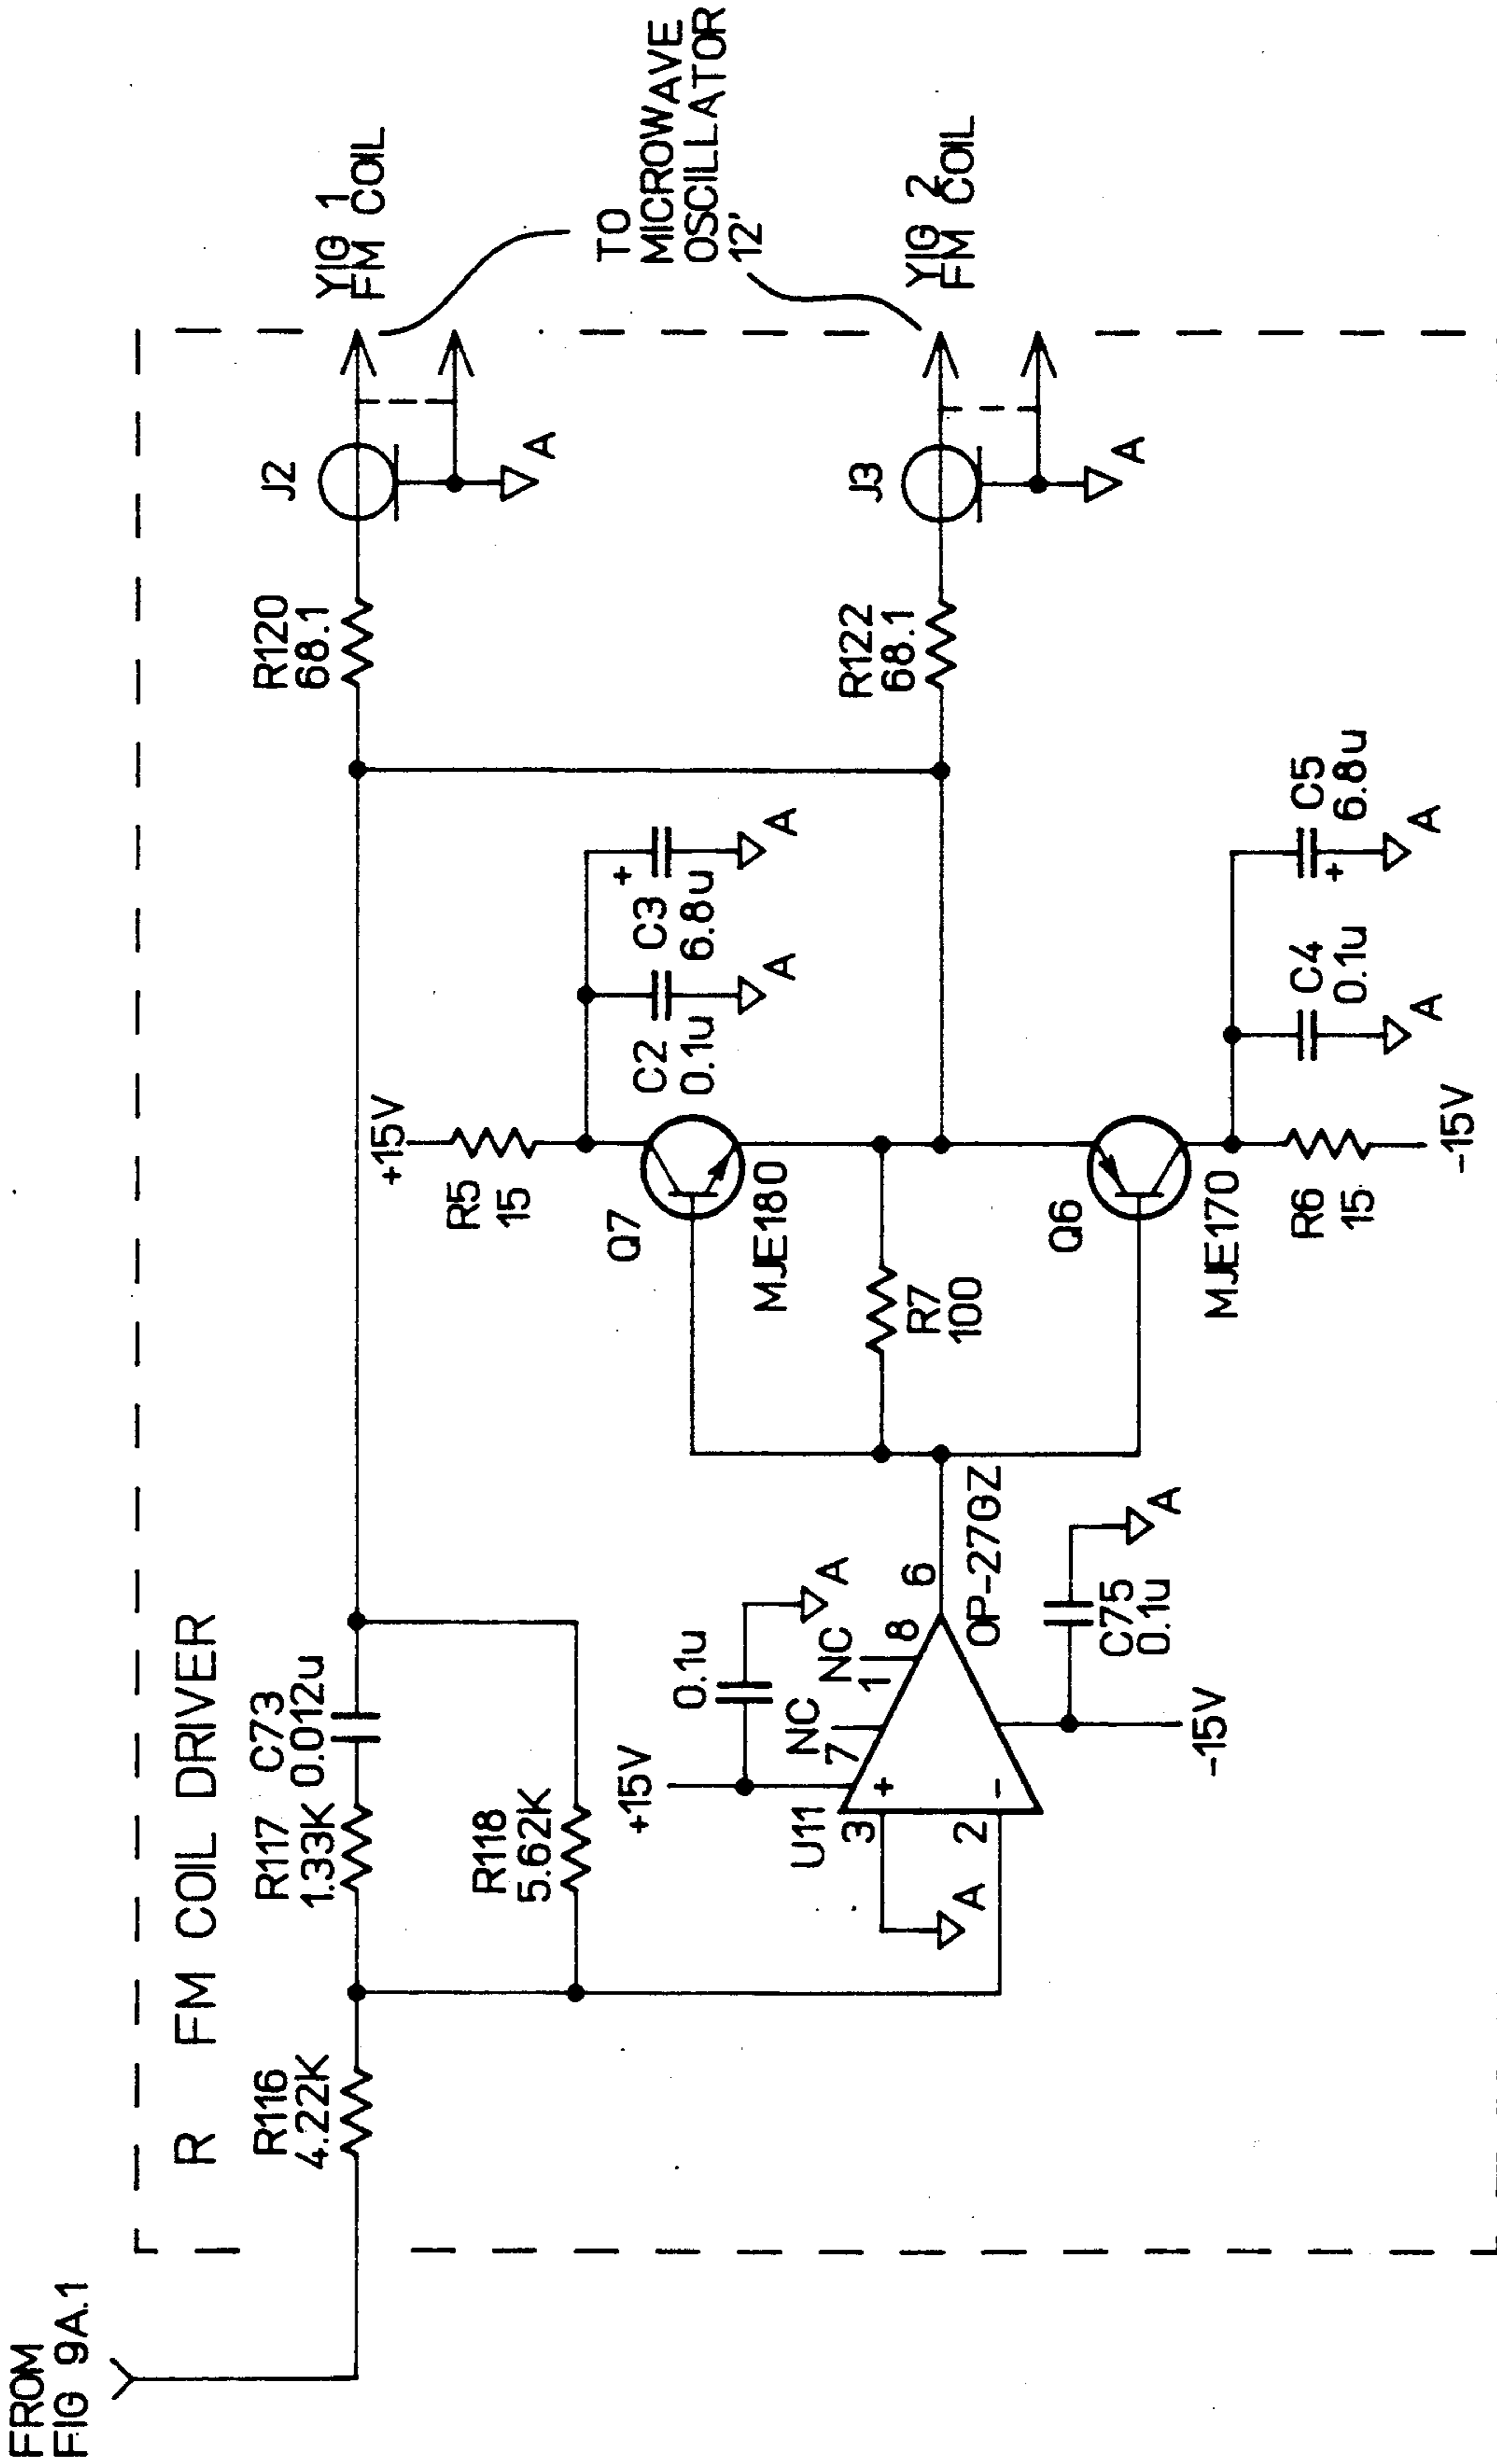 FROM
FIG 9A.1
R FM COIL DRIVER
R116
4.22K
R117
1.33K
C73
0.012u
R118
5.62K
R120
68.1
J2
A
YIG 1
FM COIL
TO
MICROWAVE
OSCILLATOR
12'
+15V
0.1u
A
NC
7
NC
1
8
U11
3
+
2
-
6
OP-27GZ
A
-15V
C75
0.1u
A
+15V
R5
15
C2
0.1u
A
C3
6.8u
+
A
Q7
MJE180
R7
100
Q6
MJE170
R6
15
-15V
C4
0.1u
A
C5
6.8u
+
A
R122
68.1
J3
A
YIG 2
FM COIL